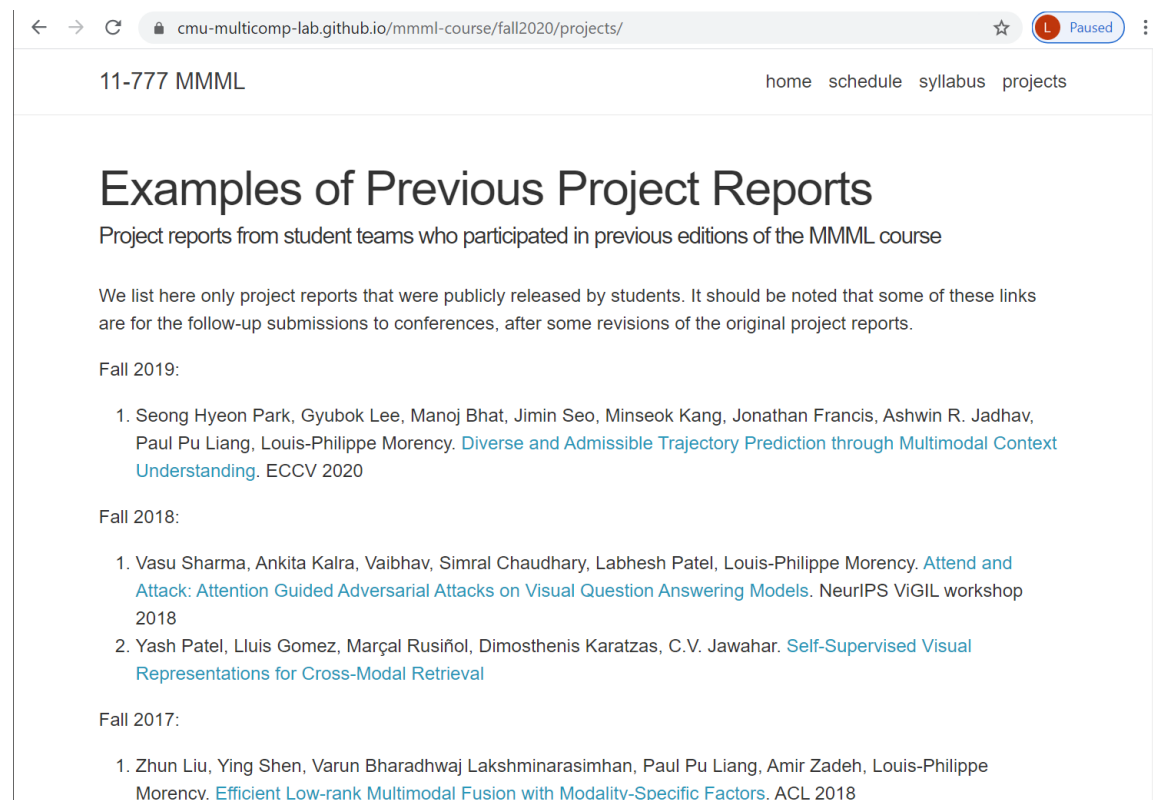 cmu-multicomp-lab.github.io/mmml-course/fall2020/projects/
L Paused
11-777 MMML
home schedule syllabus projects
Examples of Previous Project Reports
Project reports from student teams who participated in previous editions of the MMML course
We list here only project reports that were publicly released by students. It should be noted that some of these links
are for the follow-up submissions to conferences, after some revisions of the original project reports.
Fall 2019:
1. Seong Hyeon Park, Gyubok Lee, Manoj Bhat, Jimin Seo, Minseok Kang, Jonathan Francis, Ashwin R. Jadhav,
Paul Pu Liang, Louis-Philippe Morency. Diverse and Admissible Trajectory Prediction through Multimodal Context
Understanding. ECCV 2020
Fall 2018:
1. Vasu Sharma, Ankita Kalra, Vaibhav, Simral Chaudhary, Labhesh Patel, Louis-Philippe Morency. Attend and
Attack: Attention Guided Adversarial Attacks on Visual Question Answering Models. NeurIPS ViGIL workshop
2018
2. Yash Patel, Lluis Gomez, Marçal Rusiñol, Dimosthenis Karatzas, C.V. Jawahar. Self-Supervised Visual
Representations for Cross-Modal Retrieval
Fall 2017:
1. Zhun Liu, Ying Shen, Varun Bharadhwaj Lakshminarasimhan, Paul Pu Liang, Amir Zadeh, Louis-Philippe
Morency. Efficient Low-rank Multimodal Fusion with Modality-Specific Factors. ACL 2018